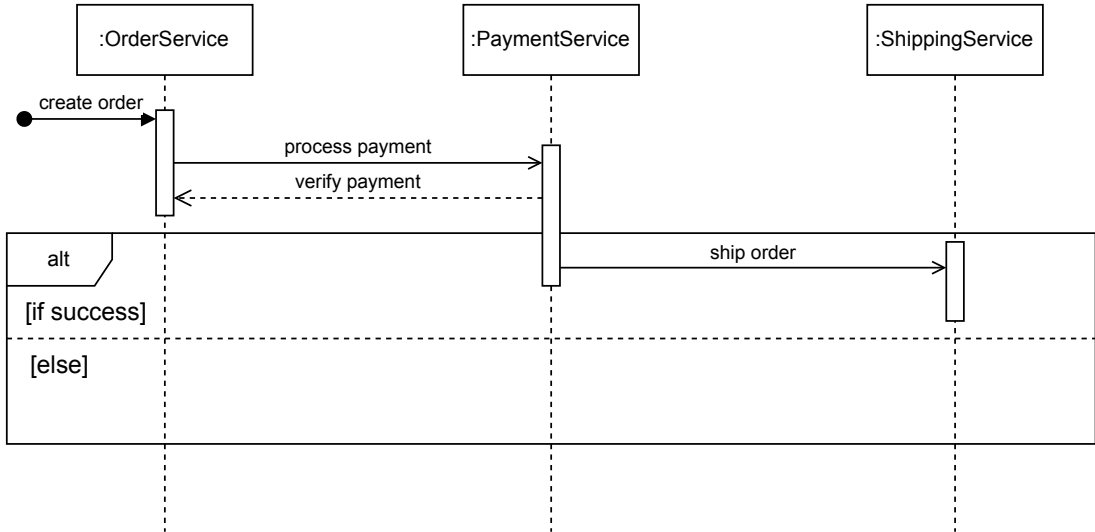 :OrderService
:PaymentService
:ShippingService
create order
process payment
verify payment
alt
ship order
[if success]
[else]